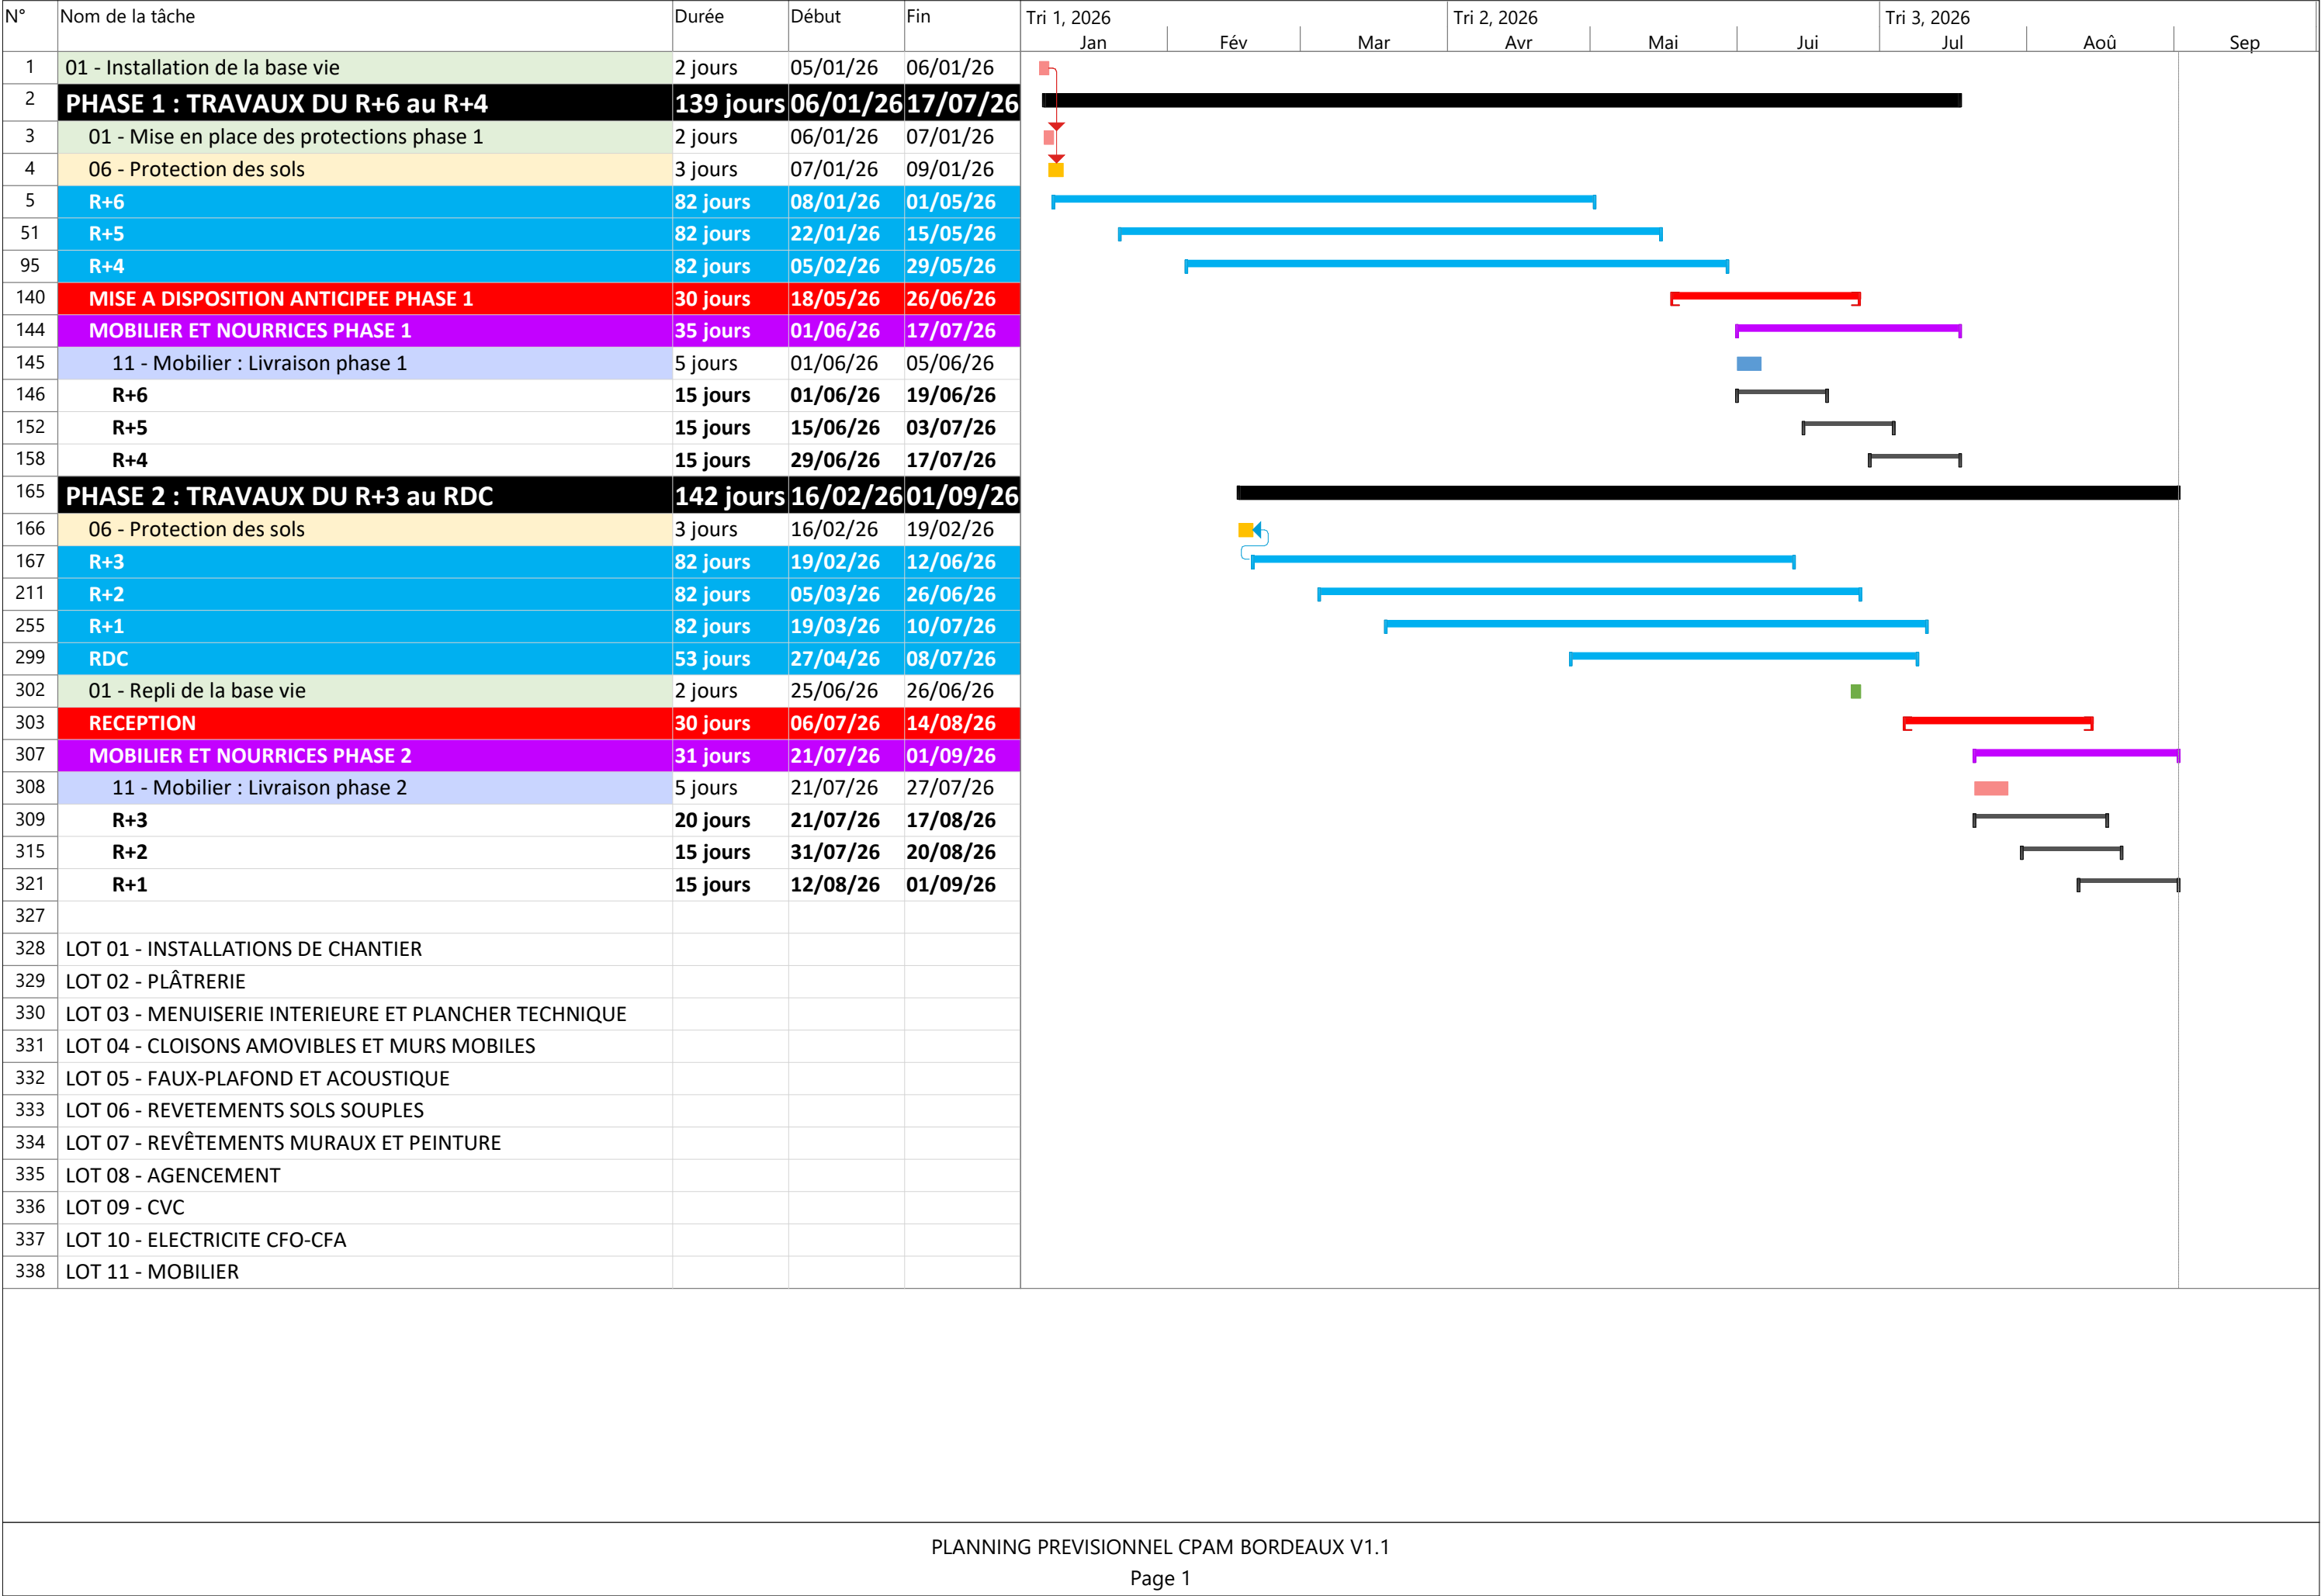 N° Nom de la tâche Durée Début Fin Tri 1, 2026 Tri 2, 2026 Tri 3, 2026
Jan Fév Mar Avr Mai Jui Jul Aoû Sep
1 01 - Installation de la base vie 2 jours 05/01/26 06/01/26
2 PHASE 1 : TRAVAUX DU R+6 au R+4 139 jours 06/01/26 17/07/26
3 01 - Mise en place des protections phase 1 2 jours 06/01/26 07/01/26
4 06 - Protection des sols 3 jours 07/01/26 09/01/26
5 R+6 82 jours 08/01/26 01/05/26
51 R+5 82 jours 22/01/26 15/05/26
95 R+4 82 jours 05/02/26 29/05/26
140 MISE A DISPOSITION ANTICIPEE PHASE 1 30 jours 18/05/26 26/06/26
144 MOBILIER ET NOURRICES PHASE 1 35 jours 01/06/26 17/07/26
145 11 - Mobilier : Livraison phase 1 5 jours 01/06/26 05/06/26
146 R+6 15 jours 01/06/26 19/06/26
152 R+5 15 jours 15/06/26 03/07/26
158 R+4 15 jours 29/06/26 17/07/26
165 PHASE 2 : TRAVAUX DU R+3 au RDC 142 jours 16/02/26 01/09/26
166 06 - Protection des sols 3 jours 16/02/26 19/02/26
167 R+3 82 jours 19/02/26 12/06/26
211 R+2 82 jours 05/03/26 26/06/26
255 R+1 82 jours 19/03/26 10/07/26
299 RDC 53 jours 27/04/26 08/07/26
302 01 - Repli de la base vie 2 jours 25/06/26 26/06/26
303 RECEPTION 30 jours 06/07/26 14/08/26
307 MOBILIER ET NOURRICES PHASE 2 31 jours 21/07/26 01/09/26
308 11 - Mobilier : Livraison phase 2 5 jours 21/07/26 27/07/26
309 R+3 20 jours 21/07/26 17/08/26
315 R+2 15 jours 31/07/26 20/08/26
321 R+1 15 jours 12/08/26 01/09/26
327
328 LOT 01 - INSTALLATIONS DE CHANTIER
329 LOT 02 - PLÂTRERIE
330 LOT 03 - MENUISERIE INTERIEURE ET PLANCHER TECHNIQUE
331 LOT 04 - CLOISONS AMOVIBLES ET MURS MOBILES
332 LOT 05 - FAUX-PLAFOND ET ACOUSTIQUE
333 LOT 06 - REVETEMENTS SOLS SOUPLES
334 LOT 07 - REVÊTEMENTS MURAUX ET PEINTURE
335 LOT 08 - AGENCEMENT
336 LOT 09 - CVC
337 LOT 10 - ELECTRICITE CFO-CFA
338 LOT 11 - MOBILIER
PLANNING PREVISIONNEL CPAM BORDEAUX V1.1
Page 1